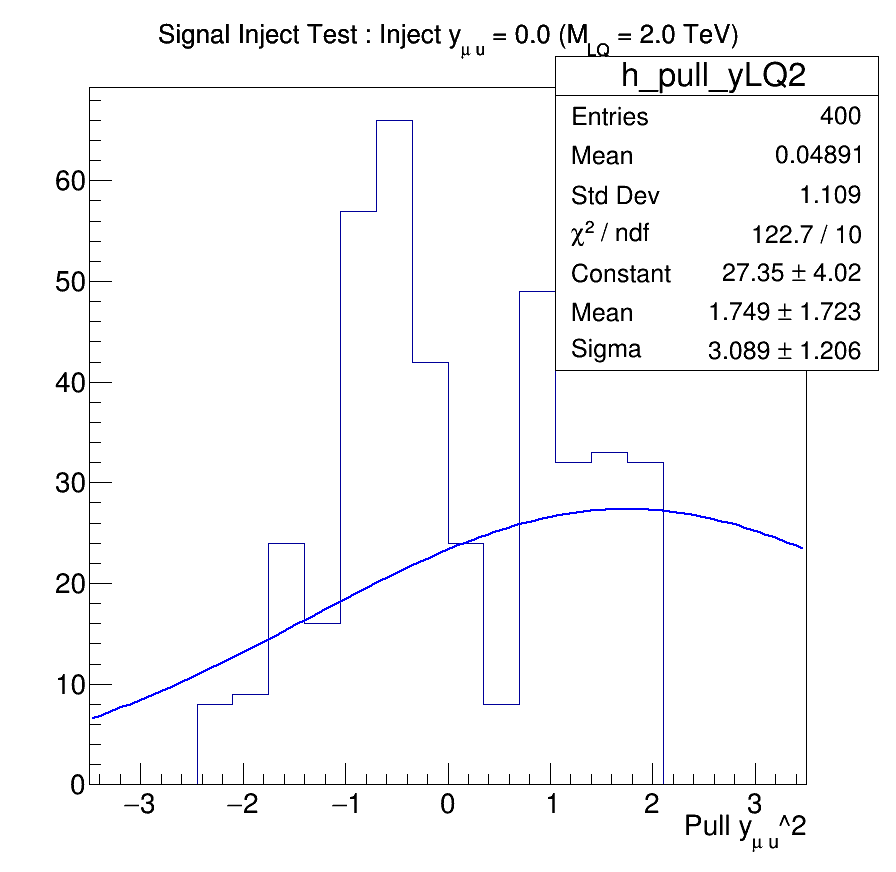 Signal Inject Test : Inject yμ u = 0.0 (MLQ = 2.0 TeV)
h_pull_yLQ2
Entries 400
Mean 0.04891
Std Dev 1.109
χ² / ndf 122.7 / 10
Constant 27.35 ± 4.02
Mean 1.749 ± 1.723
Sigma 3.089 ± 1.206
60
50
40
30
20
10
0
−3 −2 −1 0 1 2 3
Pull yμ u^2